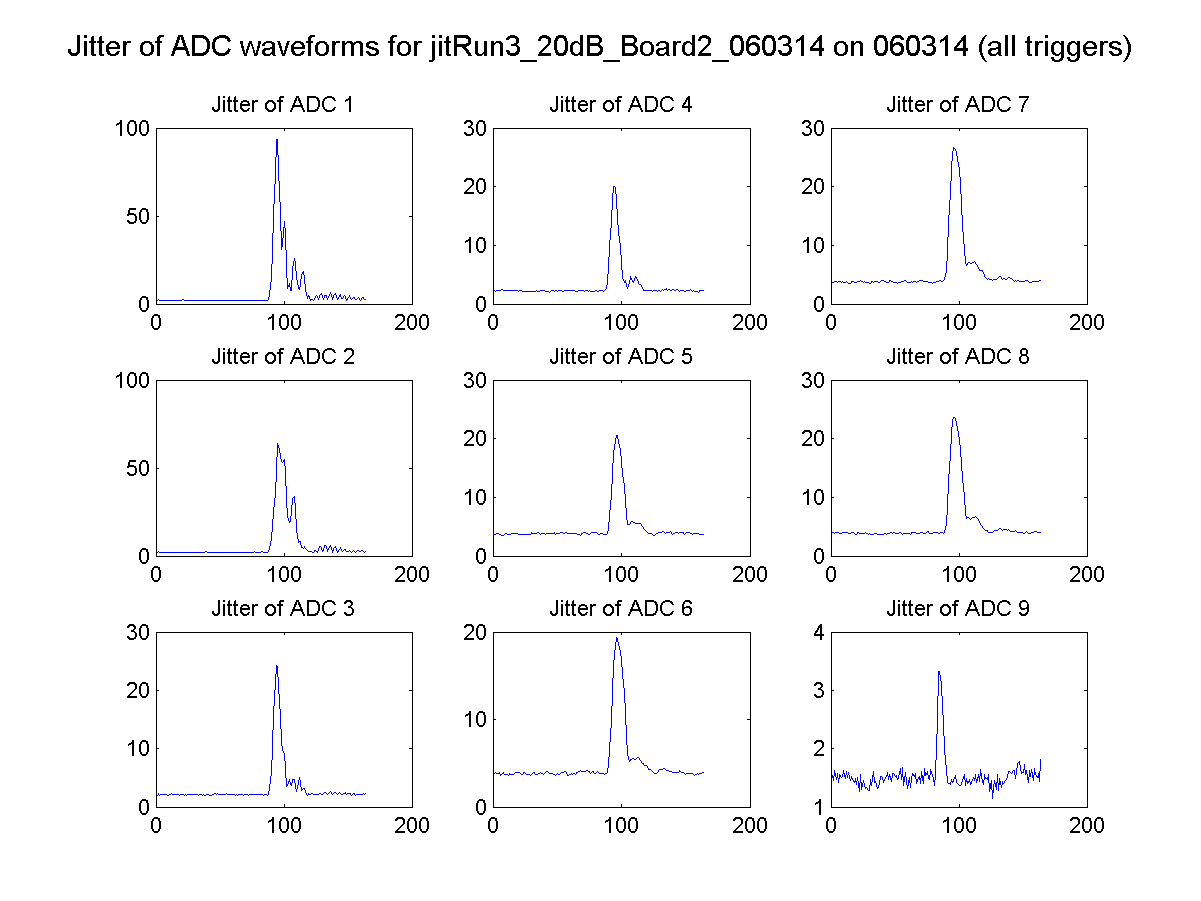 Jitter of ADC waveforms for jitRun3_20dB_Board2_060314 on 060314 (all triggers)
Jitter of ADC 1
100
50
0
0 100 200
Jitter of ADC 4
30
20
10
0
0 100 200
Jitter of ADC 7
30
20
10
0
0 100 200
Jitter of ADC 2
100
50
0
0 100 200
Jitter of ADC 5
30
20
10
0
0 100 200
Jitter of ADC 8
30
20
10
0
0 100 200
Jitter of ADC 3
30
20
10
0
0 100 200
Jitter of ADC 6
20
10
0
0 100 200
Jitter of ADC 9
4
3
2
1
0 100 200